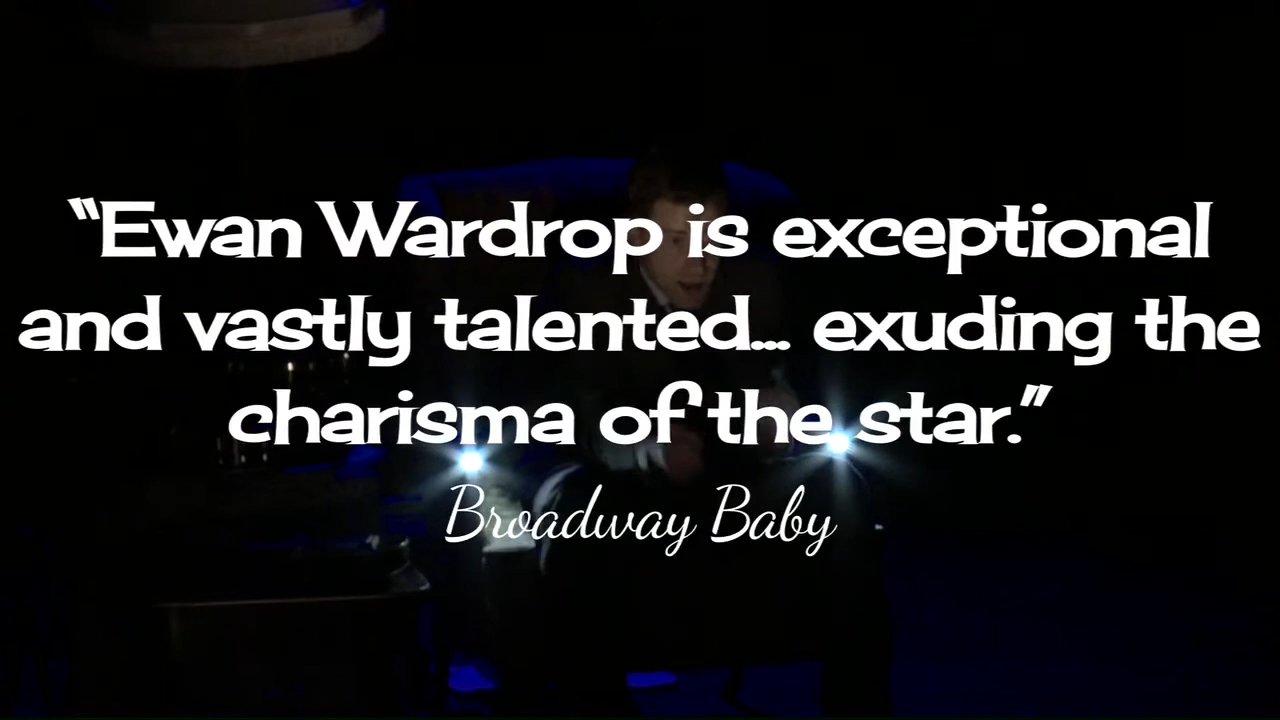 “Ewan Wardrop is exceptional
and vastly talented... exuding the
charisma of the star.”
Broadway Baby